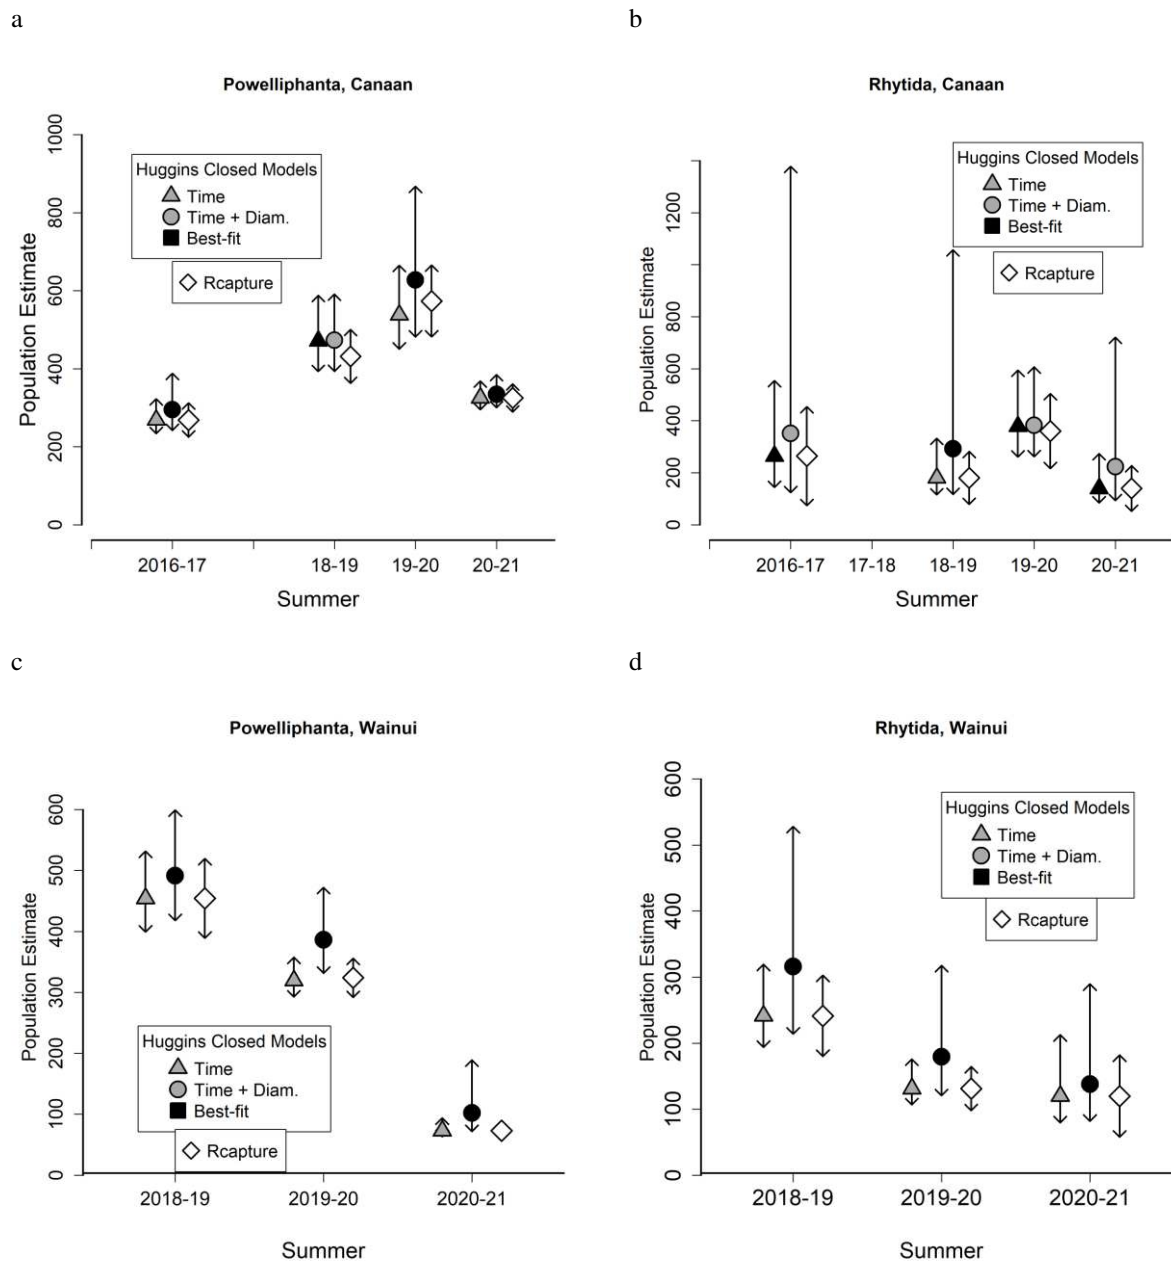 a
Powelliphanta, Canaan
Population Estimate
1000
800
600
400
200
0
Huggins Closed Models
Time
Time + Diam.
Best-fit
Rcapture
2016-17 18-19 19-20 20-21
Summer
b
Rhytida, Canaan
Population Estimate
1200
800
600
400
200
0
Huggins Closed Models
Time
Time + Diam.
Best-fit
Rcapture
2016-17 17-18 18-19 19-20 20-21
Summer
c
Powelliphanta, Wainui
Population Estimate
600
500
400
300
200
100
0
Huggins Closed Models
Time
Time + Diam.
Best-fit
Rcapture
2018-19 2019-20 2020-21
Summer
d
Rhytida, Wainui
Population Estimate
600
500
400
300
200
100
0
Huggins Closed Models
Time
Time + Diam.
Best-fit
Rcapture
2018-19 2019-20 2020-21
Summer